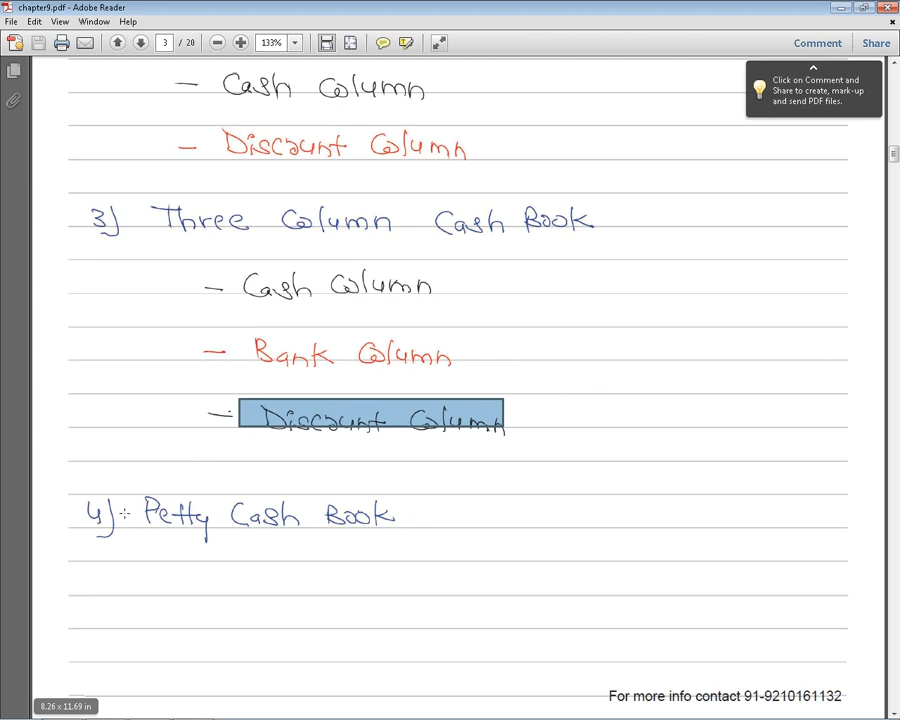 chapter9.pdf - Adobe Reader
File Edit View Window Help
3 / 20 133% Comment Share
Click on Comment and
Share to create, mark-up
and send PDF files.
- Cash Column
- Discount Column
3) Three Column Cash Book
- Cash Column
- Bank Column
- Discount Column
4) Petty Cash Book
For more info contact 91-9210161132
8.26 x 11.69 in